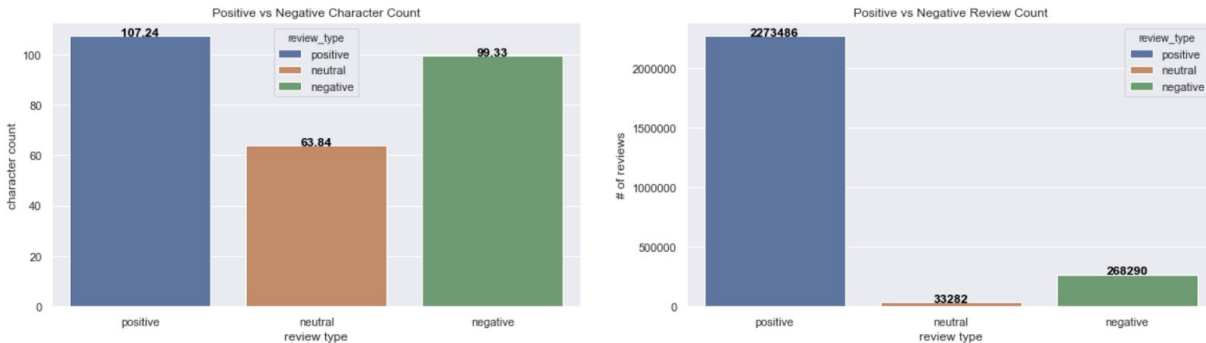 Positive vs Negative Character Count
107.24
63.84
99.33
review_type
positive
neutral
negative
100
80
60
40
20
0
character count
positive
neutral
negative
review type
Positive vs Negative Review Count
2273486
33282
268290
review_type
positive
neutral
negative
2000000
1500000
1000000
500000
0
# of reviews
positive
neutral
negative
review type